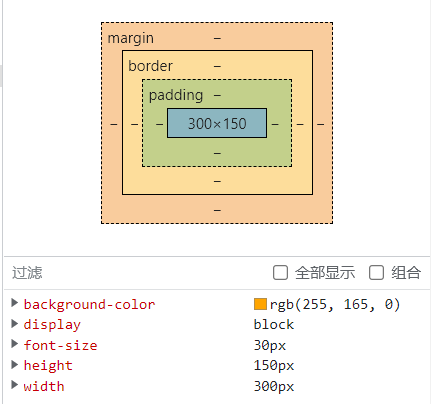 margin –
border –
padding –
– – – 300×150 – – –
–
–
–
过滤 全部显示 组合
background-color rgb(255, 165, 0)
display block
font-size 30px
height 150px
width 300px